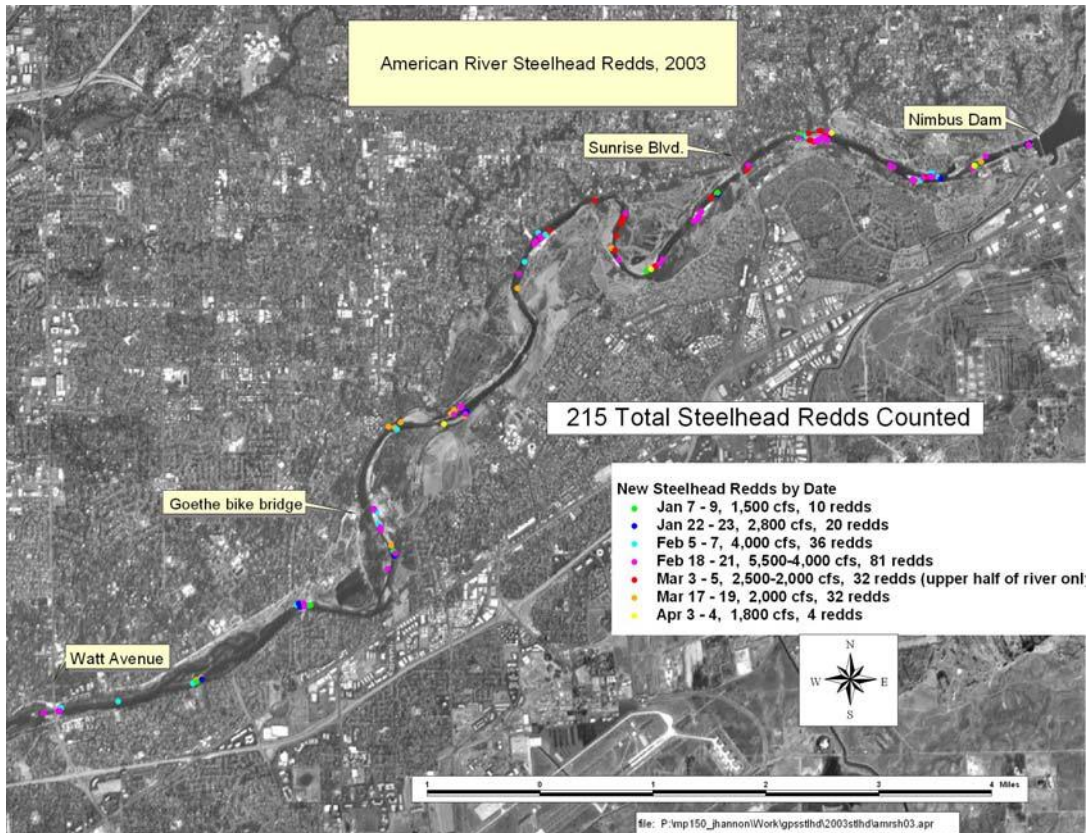 American River Steelhead Redds, 2003
Nimbus Dam
Sunrise Blvd.
215 Total Steelhead Redds Counted
Goethe bike bridge
New Steelhead Redds by Date
Jan 7 - 9, 1,500 cfs, 10 redds
Jan 22 - 23, 2,800 cfs, 20 redds
Feb 5 - 7, 4,000 cfs, 36 redds
Feb 18 - 21, 5,500-4,000 cfs, 81 redds
Mar 3 - 5, 2,500-2,000 cfs, 32 redds (upper half of river onl
Mar 17 - 19, 2,000 cfs, 32 redds
Apr 3 - 4, 1,800 cfs, 4 redds
Watt Avenue
N
W E
S
1 0 1 2 3 4 Miles
file: P:\mp150_jhannon\Work\gpsstlhd\2003stlhd\amrsh03.apr